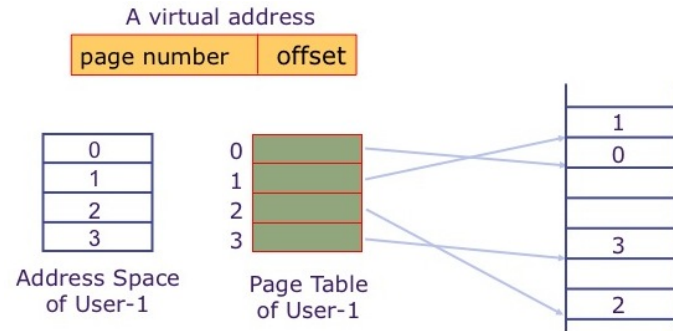 A virtual address
page number offset
0
1
2
3
Address Space
of User-1
0
1
2
3
Page Table
of User-1
1
0
3
2